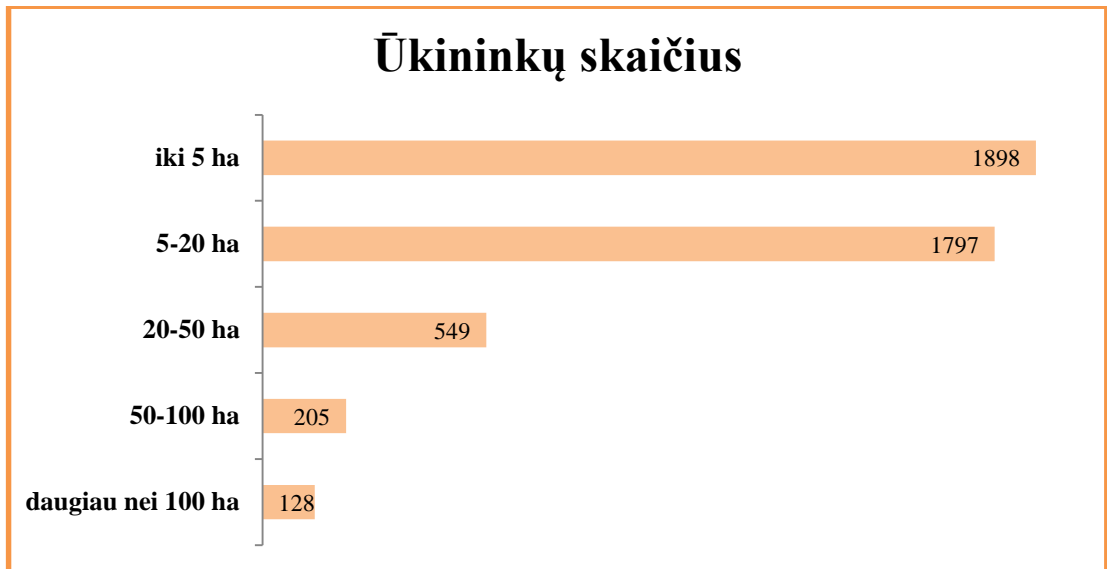 Ūkininkų skaičius
iki 5 ha 1898
5-20 ha 1797
20-50 ha 549
50-100 ha 205
daugiau nei 100 ha 128